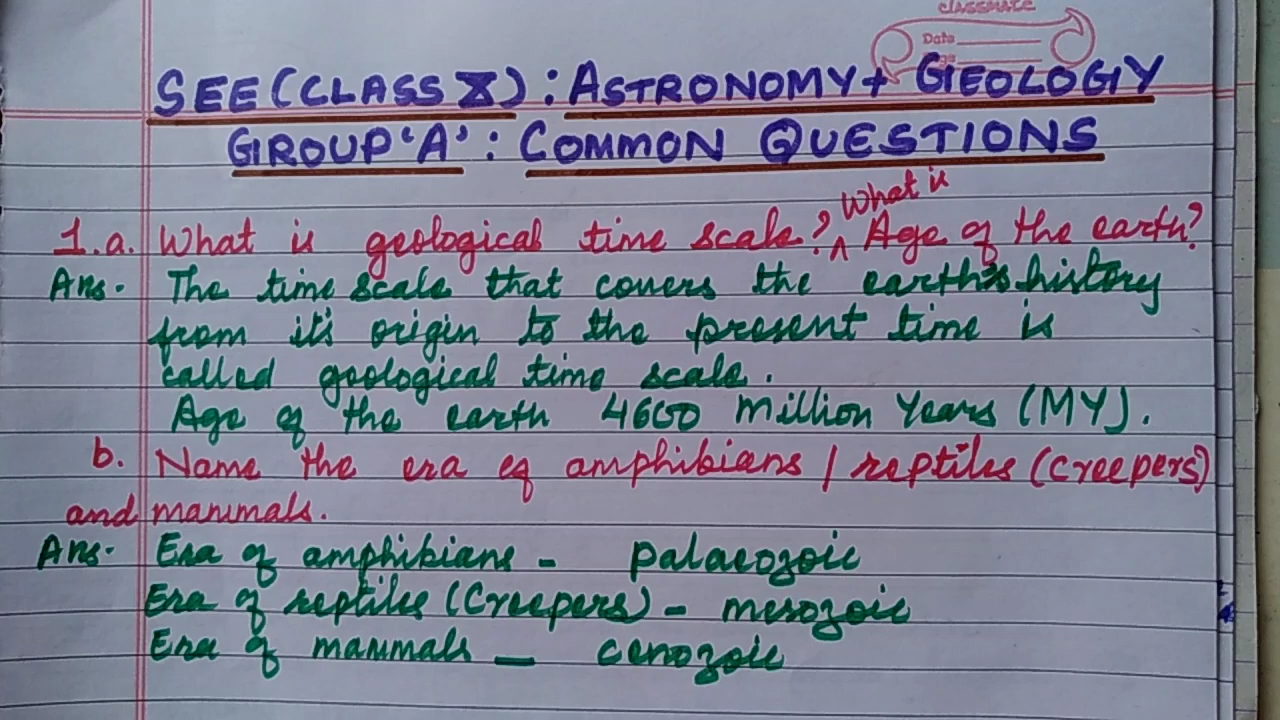 classmate
Date
SEE (CLASS X) : ASTRONOMY + GEOLOGY
GROUP 'A' : COMMON QUESTIONS
What is
1.a. What is geological time scale? ^ Age of the earth?
Ans. The time scale that covers the earth's history
from it's origin to the present time is
called geological time scale.
Age of the earth 4600 Million Years (MY).
b. Name the era of amphibians / reptiles (creepers)
and mammals.
Ans. Era of amphibians - Palaeozoic
Era of reptiles (Creepers) - mesozoic
Era of mammals - cenozoic